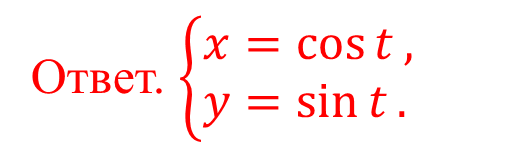 x = cos t ,
Ответ.
y = sin t .